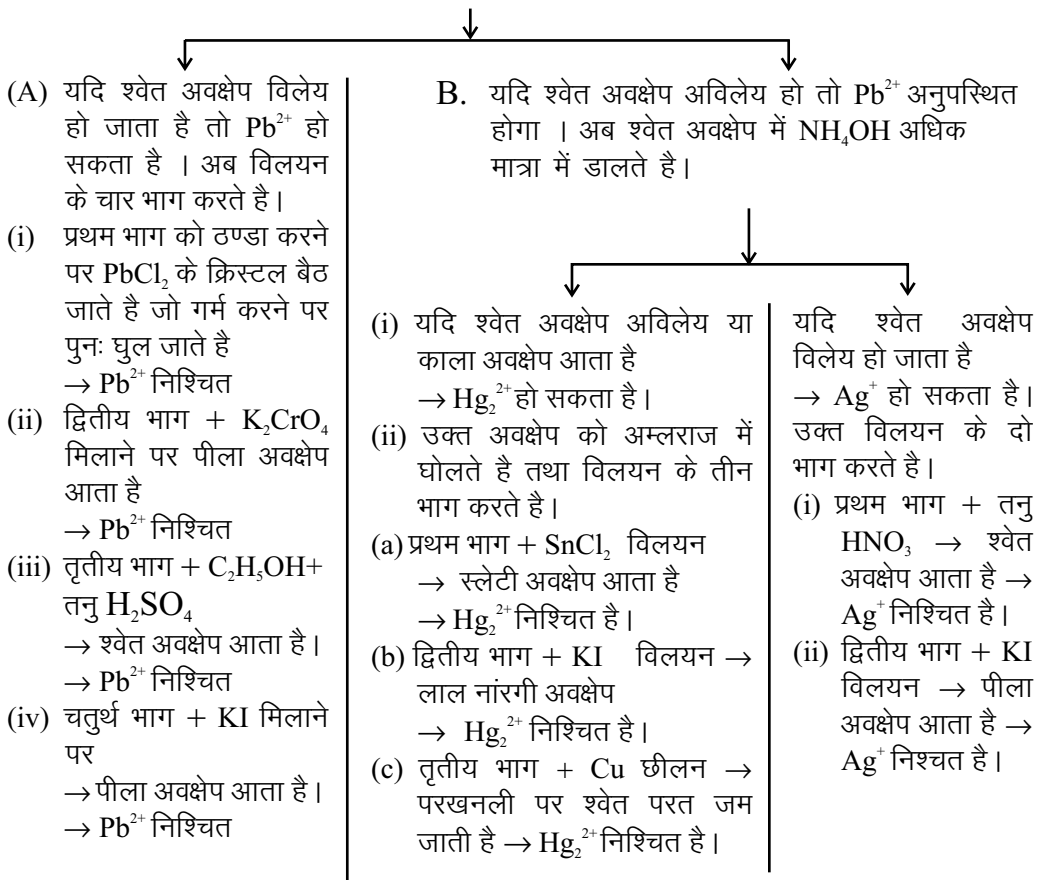 (A) यदि श्वेत अवक्षेप विलेय
हो जाता है तो Pb²⁺ हो
सकता है । अब विलयन
के चार भाग करते है।
(i) प्रथम भाग को ठण्डा करने
पर PbCl₂ के क्रिस्टल बैठ
जाते है जो गर्म करने पर
पुनः घुल जाते है
→ Pb²⁺ निश्चित
(ii) द्वितीय भाग + K₂CrO₄
मिलाने पर पीला अवक्षेप
आता है
→ Pb²⁺ निश्चित
(iii) तृतीय भाग + C₂H₅OH+
तनु H₂SO₄
→ श्वेत अवक्षेप आता है।
→ Pb²⁺ निश्चित
(iv) चतुर्थ भाग + KI मिलाने
पर
→ पीला अवक्षेप आता है।
→ Pb²⁺ निश्चित
B. यदि श्वेत अवक्षेप अविलेय हो तो Pb²⁺ अनुपस्थित
होगा । अब श्वेत अवक्षेप में NH₄OH अधिक
मात्रा में डालते है।
(i) यदि श्वेत अवक्षेप अविलेय या
काला अवक्षेप आता है
→ Hg₂²⁺ हो सकता है।
(ii) उक्त अवक्षेप को अम्लराज में
घोलते है तथा विलयन के तीन
भाग करते है।
(a) प्रथम भाग + SnCl₂ विलयन
→ स्लेटी अवक्षेप आता है
→ Hg₂²⁺ निश्चित है।
(b) द्वितीय भाग + KI विलयन →
लाल नांरगी अवक्षेप
→ Hg₂²⁺ निश्चित है।
(c) तृतीय भाग + Cu छीलन →
परखनली पर श्वेत परत जम
जाती है → Hg₂²⁺ निश्चित है।
यदि श्वेत अवक्षेप
विलेय हो जाता है
→ Ag⁺ हो सकता है।
उक्त विलयन के दो
भाग करते है।
(i) प्रथम भाग + तनु
HNO₃ → श्वेत
अवक्षेप आता है →
Ag⁺ निश्चित है।
(ii) द्वितीय भाग + KI
विलयन → पीला
अवक्षेप आता है →
Ag⁺ निश्चत है।